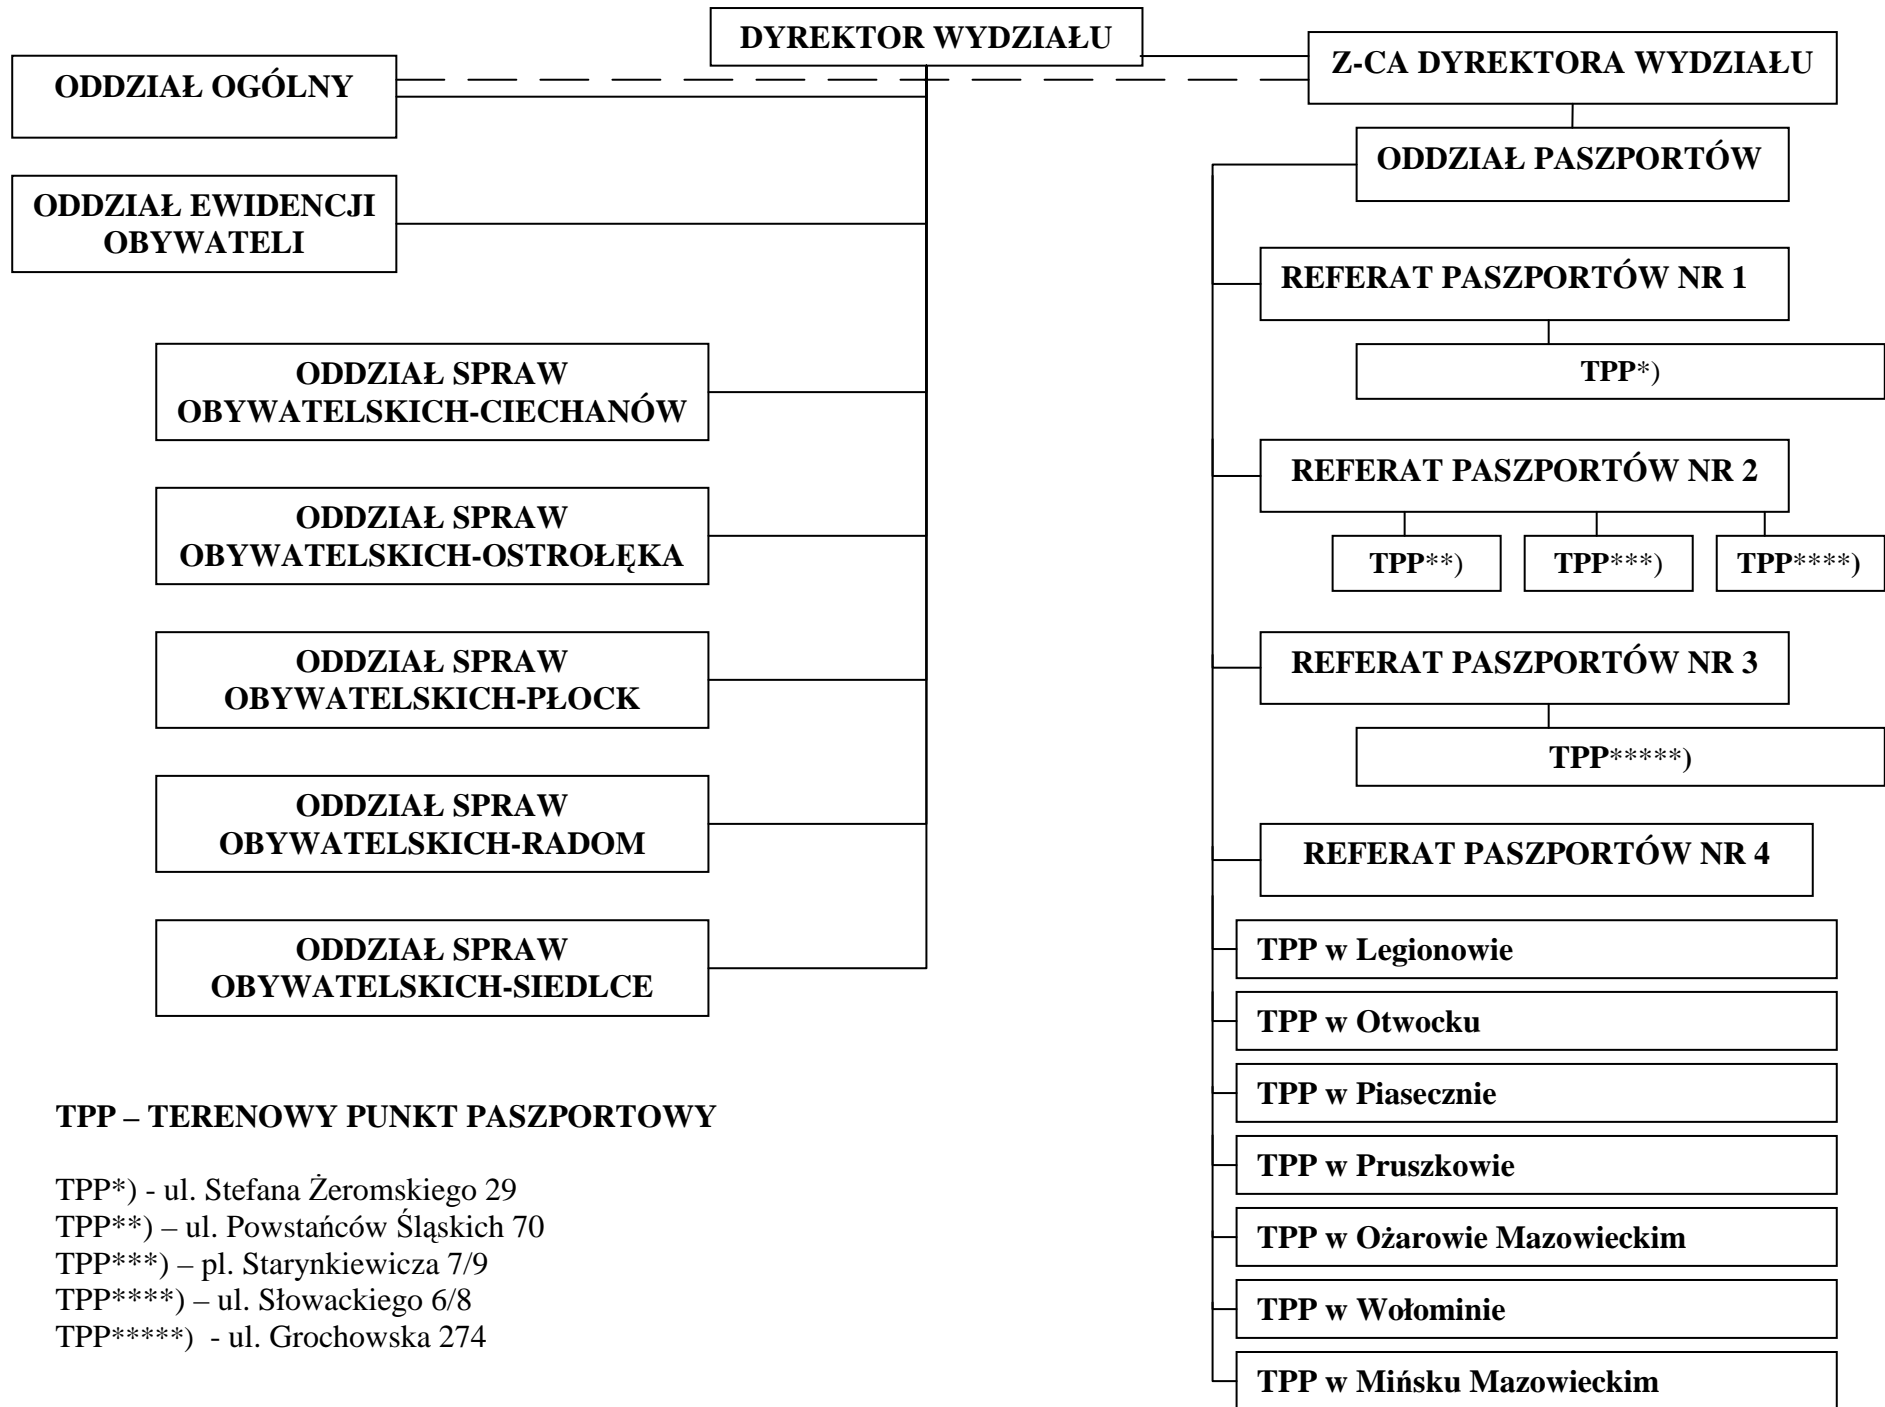 DYREKTOR WYDZIAŁU
Z-CA DYREKTORA WYDZIAŁU
ODDZIAŁ OGÓLNY
ODDZIAŁ EWIDENCJI
OBYWATELI
ODDZIAŁ SPRAW
OBYWATELSKICH-CIECHANÓW
ODDZIAŁ SPRAW
OBYWATELSKICH-OSTROŁĘKA
ODDZIAŁ SPRAW
OBYWATELSKICH-PŁOCK
ODDZIAŁ SPRAW
OBYWATELSKICH-RADOM
ODDZIAŁ SPRAW
OBYWATELSKICH-SIEDLCE
ODDZIAŁ PASZPORTÓW
REFERAT PASZPORTÓW NR 1
TPP*)
REFERAT PASZPORTÓW NR 2
TPP**)
TPP***)
TPP****)
REFERAT PASZPORTÓW NR 3
TPP*****)
REFERAT PASZPORTÓW NR 4
TPP w Legionowie
TPP w Otwocku
TPP w Piasecznie
TPP w Pruszkowie
TPP w Ożarowie Mazowieckim
TPP w Wołominie
TPP w Mińsku Mazowieckim
TPP – TERENOWY PUNKT PASZPORTOWY
TPP*) - ul. Stefana Żeromskiego 29
TPP**) – ul. Powstańców Śląskich 70
TPP***) – pl. Starynkiewicza 7/9
TPP****) – ul. Słowackiego 6/8
TPP*****) - ul. Grochowska 274